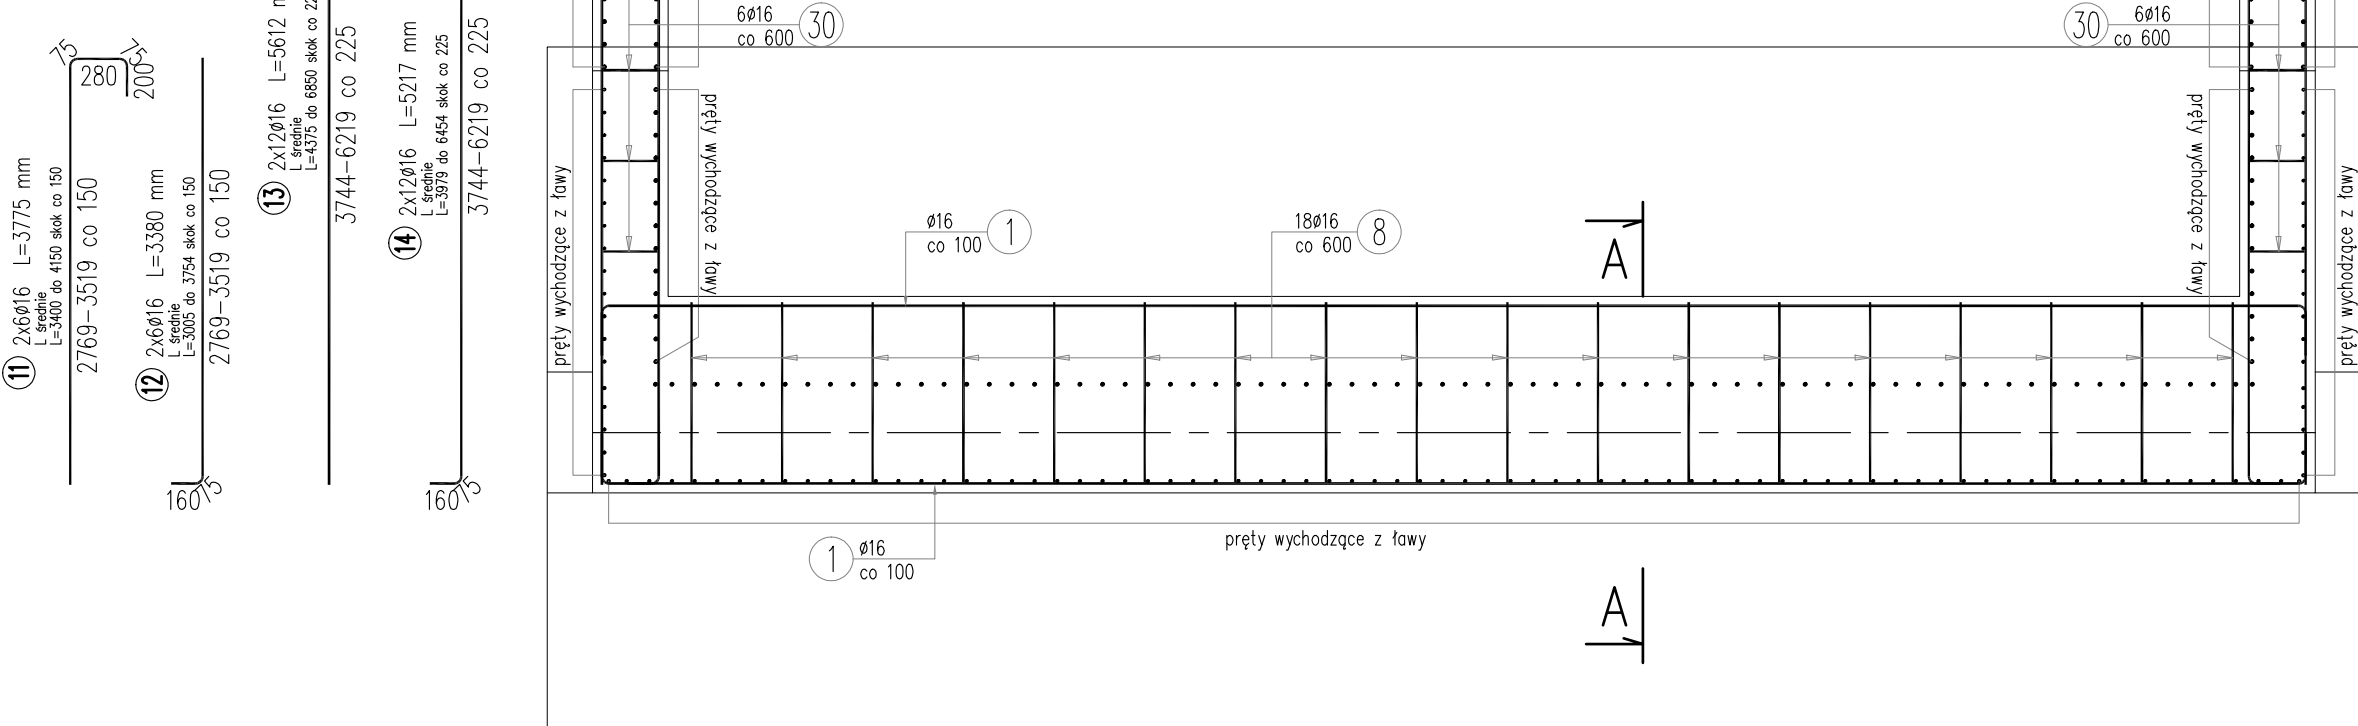 75
75
280
200
11
2x6ø16 L=3775 mm
L średnie
L=3400 do 4150 skok co 150
2769-3519 co 150
12
2x6ø16 L=3380 mm
L średnie
L=3005 do 3754 skok co 150
2769-3519 co 150
160
75
13
2x12ø16 L=5612
L średnie
L=4375 do 6850 skok co
3744-6219 co 225
14
2x12ø16 L=5217 mm
L średnie
L=3979 do 6454 skok co 225
3744-6219 co 225
160
75
6ø16
co 600
30
30
6ø16
co 600
pręty wychodzące z ławy
pręty wychodzące z ławy
ø16
co 100
1
18ø16
co 600
8
A
pręty wychodzące z ławy
pręty wychodzące z ławy
pręty wychodzące z ławy
1
ø16
co 100
A